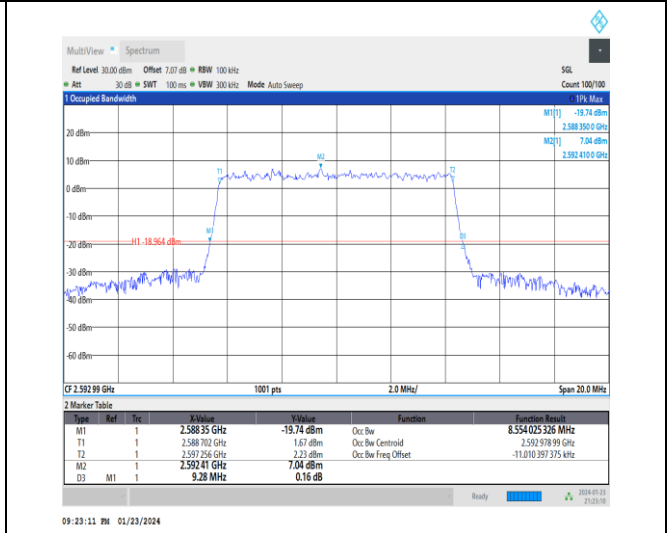 MultiView Spectrum
Ref Level 30.00 dBm Offset 7.07 dB RBW 100 kHz SGL
Att 30 dB SWT 100 ms VBW 300 kHz Mode Auto Sweep Count 100/100
1 Occupied Bandwidth 1Pk Max
M1[1] -19.74 dBm
2.588 350 0 GHz
M2[1] 7.04 dBm
2.592 410 0 GHz
20 dBm
10 dBm
M2
T1
T2
0 dBm
-10 dBm
M1
D3
-20 dBm
H1 -18.964 dBm
-30 dBm
-40 dBm
-50 dBm
-60 dBm
CF 2.592 99 GHz 1001 pts 2.0 MHz/ Span 20.0 MHz
2 Marker Table
Type Ref Trc X-Value Y-Value Function Function Result
M1 1 2.588 35 GHz -19.74 dBm Occ Bw 8.554 025 326 MHz
T1 1 2.588 702 GHz 1.67 dBm Occ Bw Centroid 2.592 978 99 GHz
T2 1 2.597 256 GHz 2.23 dBm Occ Bw Freq Offset -11.010 397 375 kHz
M2 1 2.592 41 GHz 7.04 dBm
D3 M1 1 9.28 MHz 0.16 dB
Ready 2024-01-23
21:23:10
09:23:11 PM 01/23/2024